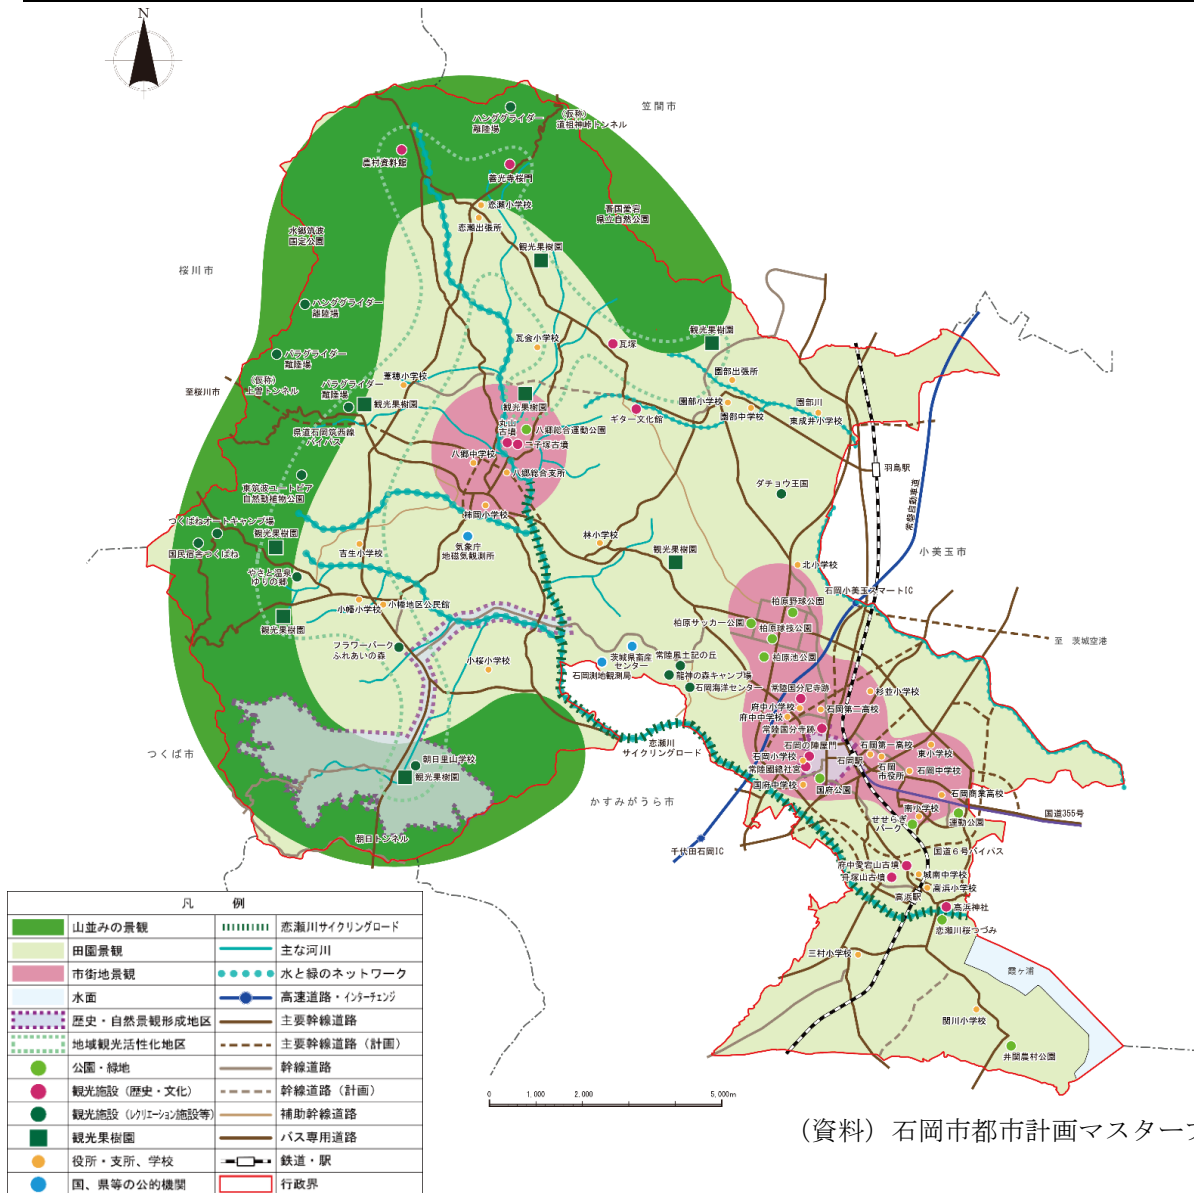 N
笠間市
ハンググライダー
離陸場
(仮称)
道祖神峠トンネル
農村資料館
善光寺桜門
恋瀬小学校
恋瀬出張所
吾国愛宕
県立自然公園
水郷筑波
国定公園
観光果樹園
桜川市
ハンググライダー
離陸場
パラグライダー
離陸場
瓦会小学校
瓦塚
観光果樹園
至桜川市
(仮称)
上曽トンネル
パラグライダー
離陸場
葦穂小学校
観光果樹園
園部出張所
観光果樹園
園部小学校
園部中学校
園部川
東成井小学校
ギター文化館
県道石岡筑西線
バイパス
丸山
古墳
八郷総合運動公園
二子塚古墳
八郷中学校
八郷総合支所
羽鳥駅
常磐自動車道
東筑波ユートピア
自然動植物公園
ダチョウ王国
柿岡小学校
つくばねオートキャンプ場
国民宿舎つくばね
観光果樹園
吉生小学校
気象庁
地磁気観測所
林小学校
観光果樹園
小美玉市
北小学校
やさと温泉
ゆりの郷
石岡小美玉スマートIC
小幡小学校
小幡地区公民館
観光果樹園
柏原野球公園
柏原サッカー公園
柏原球技公園
至 茨城空港
フラワーパーク
ふれあいの森
小桜小学校
茨城県畜産
センター
石岡測地観測局
常陸風土記の丘
龍神の森キャンプ場
石岡海洋センター
柏原池公園
常陸国分尼寺跡
杉並小学校
府中小学校
府中中学校
石岡第二高校
常陸国分寺跡
つくば市
恋瀬川
サイクリングロード
石岡の陣屋門
石岡小学校
常陸國總社宮
国府中学校
石岡駅
石岡第一高校
石岡
市役所
東小学校
石岡中学校
国府公園
石岡商業高校
朝日里山学校
観光果樹園
かすみがうら市
南小学校
せせらぎ
パーク
運動公園
国道355号
朝日トンネル
千代田石岡IC
国道6号バイパス
府中愛宕山古墳
舟塚山古墳
城南中学校
高浜小学校
高浜駅
高浜神社
恋瀬川桜つづみ
三村小学校
霞ヶ浦
関川小学校
井関農村公園
凡 例
山並みの景観
恋瀬川サイクリングロード
田園景観
主な河川
市街地景観
水と緑のネットワーク
水面
高速道路・インターチェンジ
歴史・自然景観形成地区
主要幹線道路
地域観光活性化地区
主要幹線道路(計画)
公園・緑地
幹線道路
観光施設(歴史・文化)
幹線道路(計画)
観光施設(レクリエーション施設等)
補助幹線道路
観光果樹園
バス専用道路
役所・支所、学校
鉄道・駅
国、県等の公的機関
行政界
0 1,000 2,000 5,000m
(資料)石岡市都市計画マスター